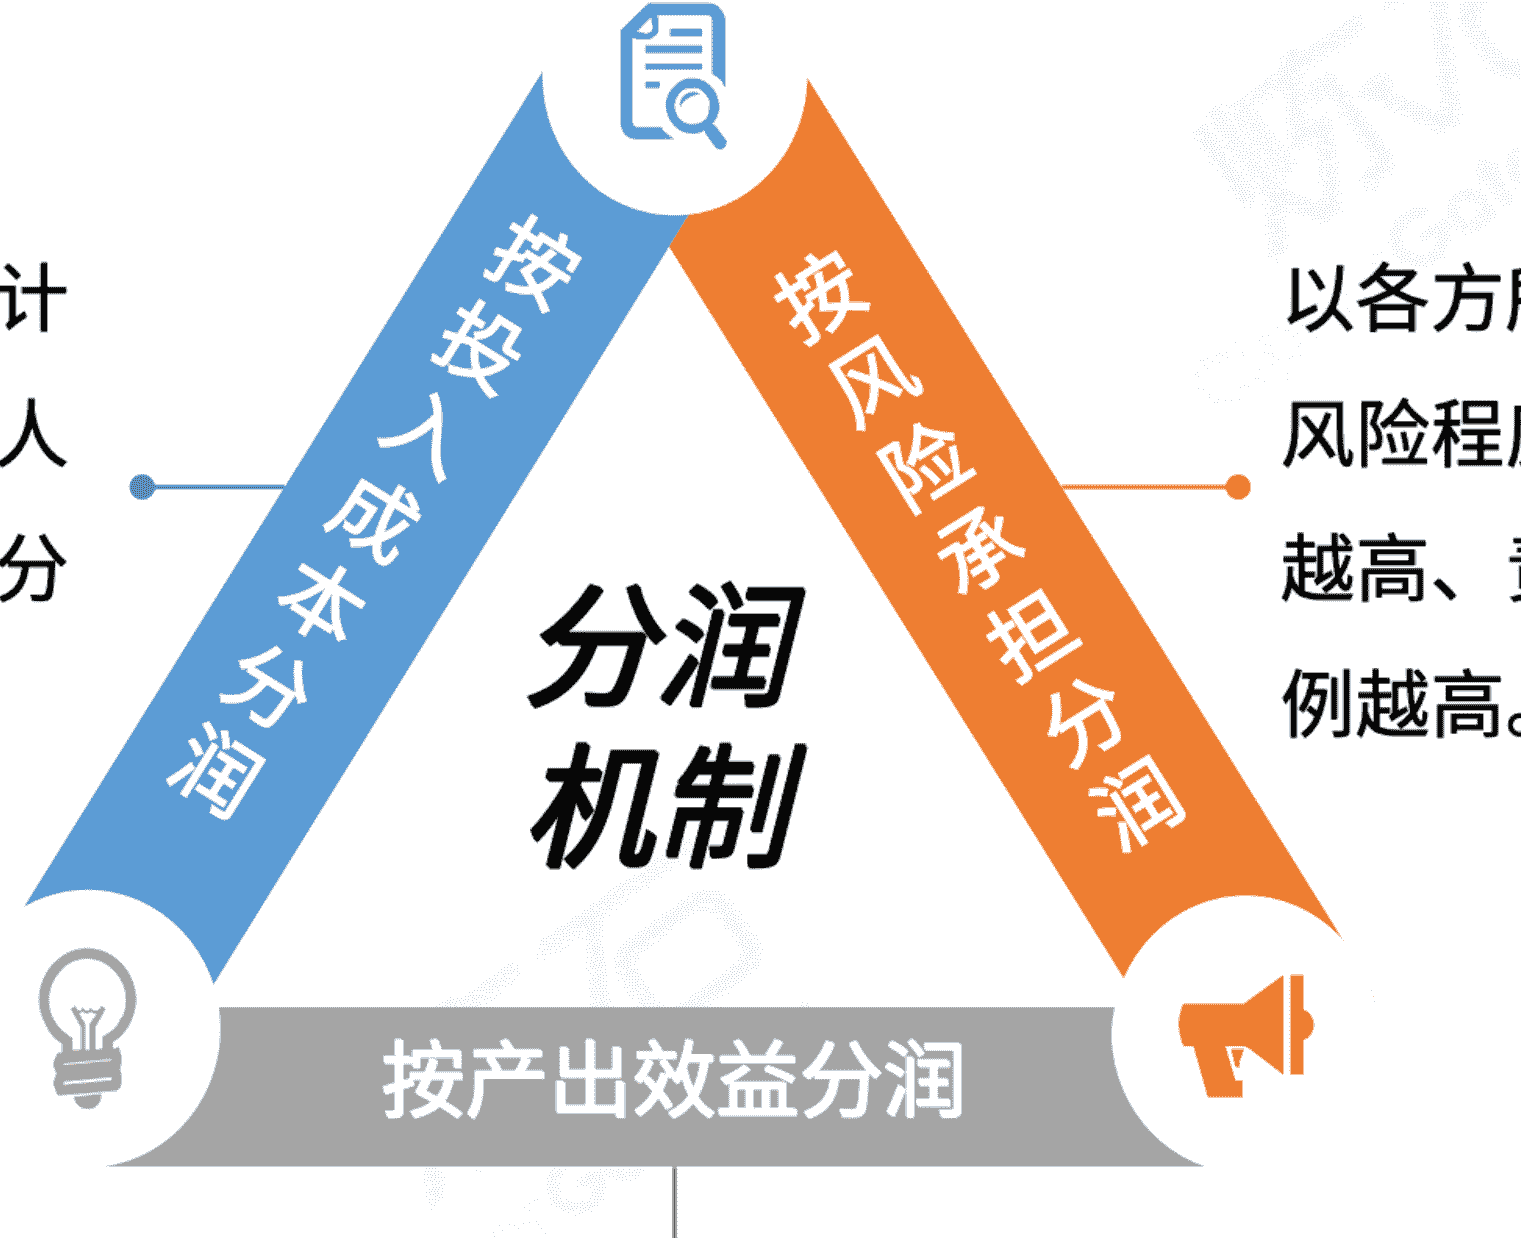 计
人
分
按投入成本分润
按风险承担分润
分润
机制
按产出效益分润
以各方
风险程
越高、
例越高。